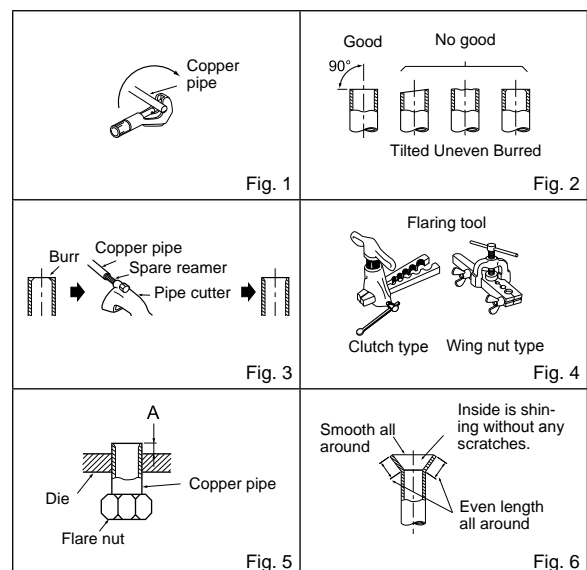 Copper
pipe
Fig. 1
Good
No good
90°
Tilted Uneven Burred
Fig. 2
Burr
Copper pipe
Spare reamer
Pipe cutter
Fig. 3
Flaring tool
Clutch type
Wing nut type
Fig. 4
A
Die
Copper pipe
Flare nut
Fig. 5
Smooth all
around
Inside is shin-
ing without any
scratches.
Even length
all around
Fig. 6